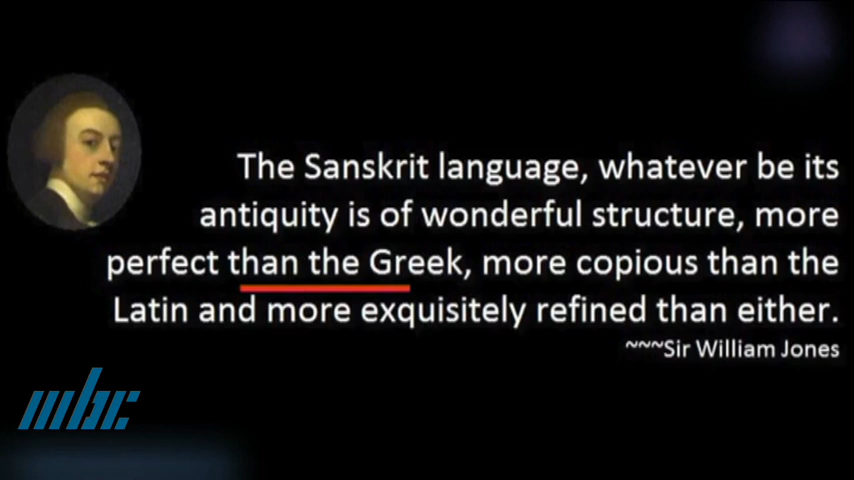 The Sanskrit language, whatever be its
antiquity is of wonderful structure, more
perfect than the Greek, more copious than the
Latin and more exquisitely refined than either.
~~~Sir William Jones
mbc